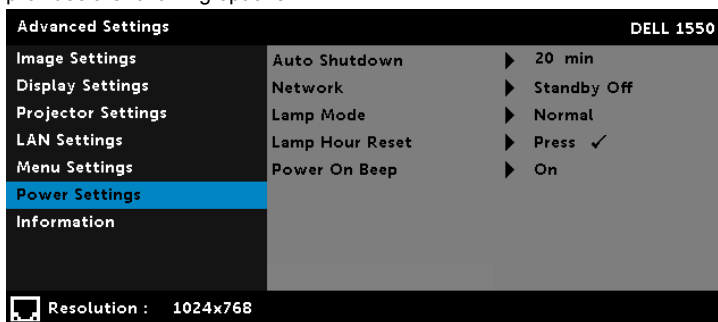 Advanced Settings DELL 1550
Image Settings Auto Shutdown 20 min
Display Settings Network Standby Off
Projector Settings Lamp Mode Normal
LAN Settings Lamp Hour Reset Press ✓
Menu Settings Power On Beep On
Power Settings
Information
Resolution : 1024x768